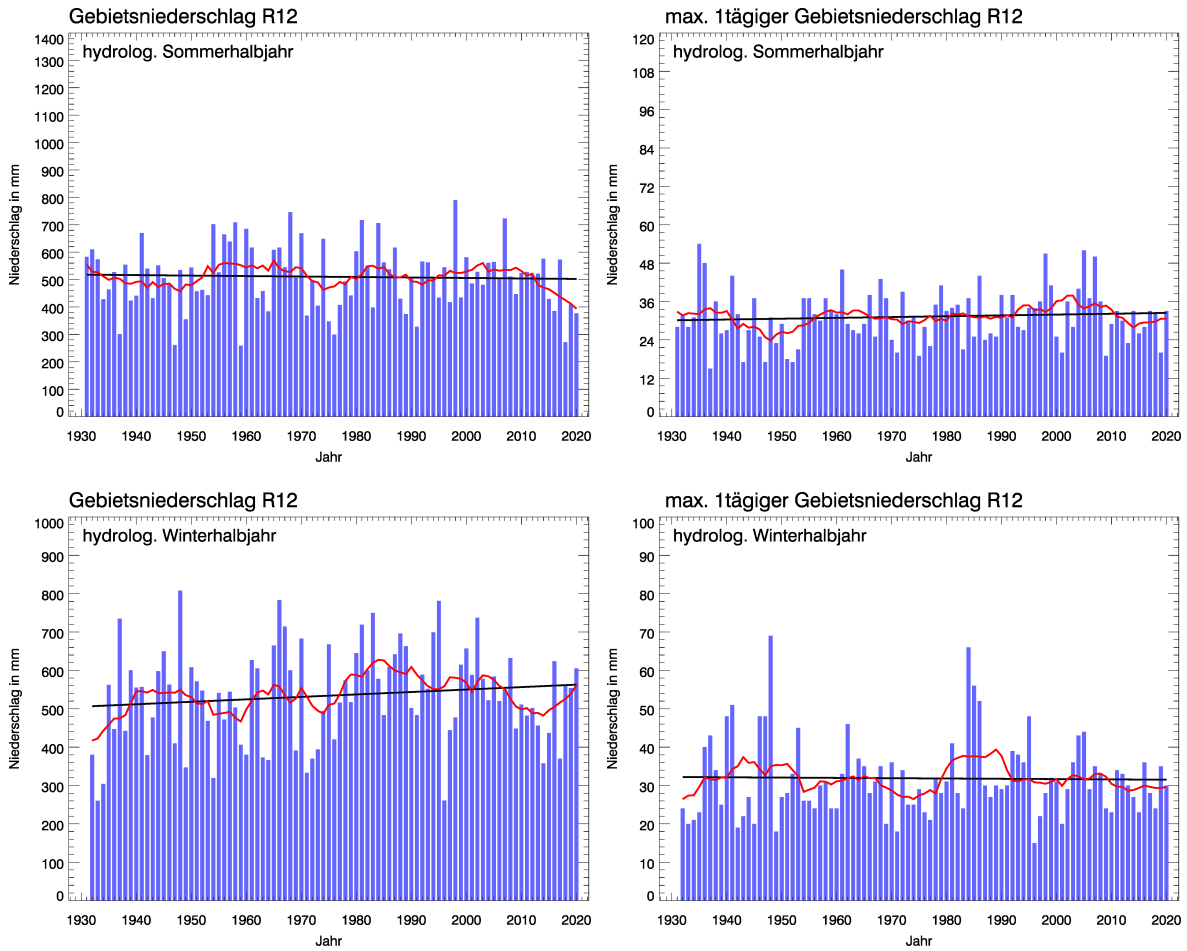 Gebietsniederschlag R12
hydrolog. Sommerhalbjahr
Niederschlag in mm
1400
1300
1200
1100
1000
900
800
700
600
500
400
300
200
100
0
1930 1940 1950 1960 1970 1980 1990 2000 2010 2020
Jahr
max. 1tägiger Gebietsniederschlag R12
hydrolog. Sommerhalbjahr
Niederschlag in mm
120
108
96
84
72
60
48
36
24
12
0
1930 1940 1950 1960 1970 1980 1990 2000 2010 2020
Jahr
Gebietsniederschlag R12
hydrolog. Winterhalbjahr
Niederschlag in mm
1000
900
800
700
600
500
400
300
200
100
0
1930 1940 1950 1960 1970 1980 1990 2000 2010 2020
Jahr
max. 1tägiger Gebietsniederschlag R12
hydrolog. Winterhalbjahr
Niederschlag in mm
100
90
80
70
60
50
40
30
20
10
0
1930 1940 1950 1960 1970 1980 1990 2000 2010 2020
Jahr